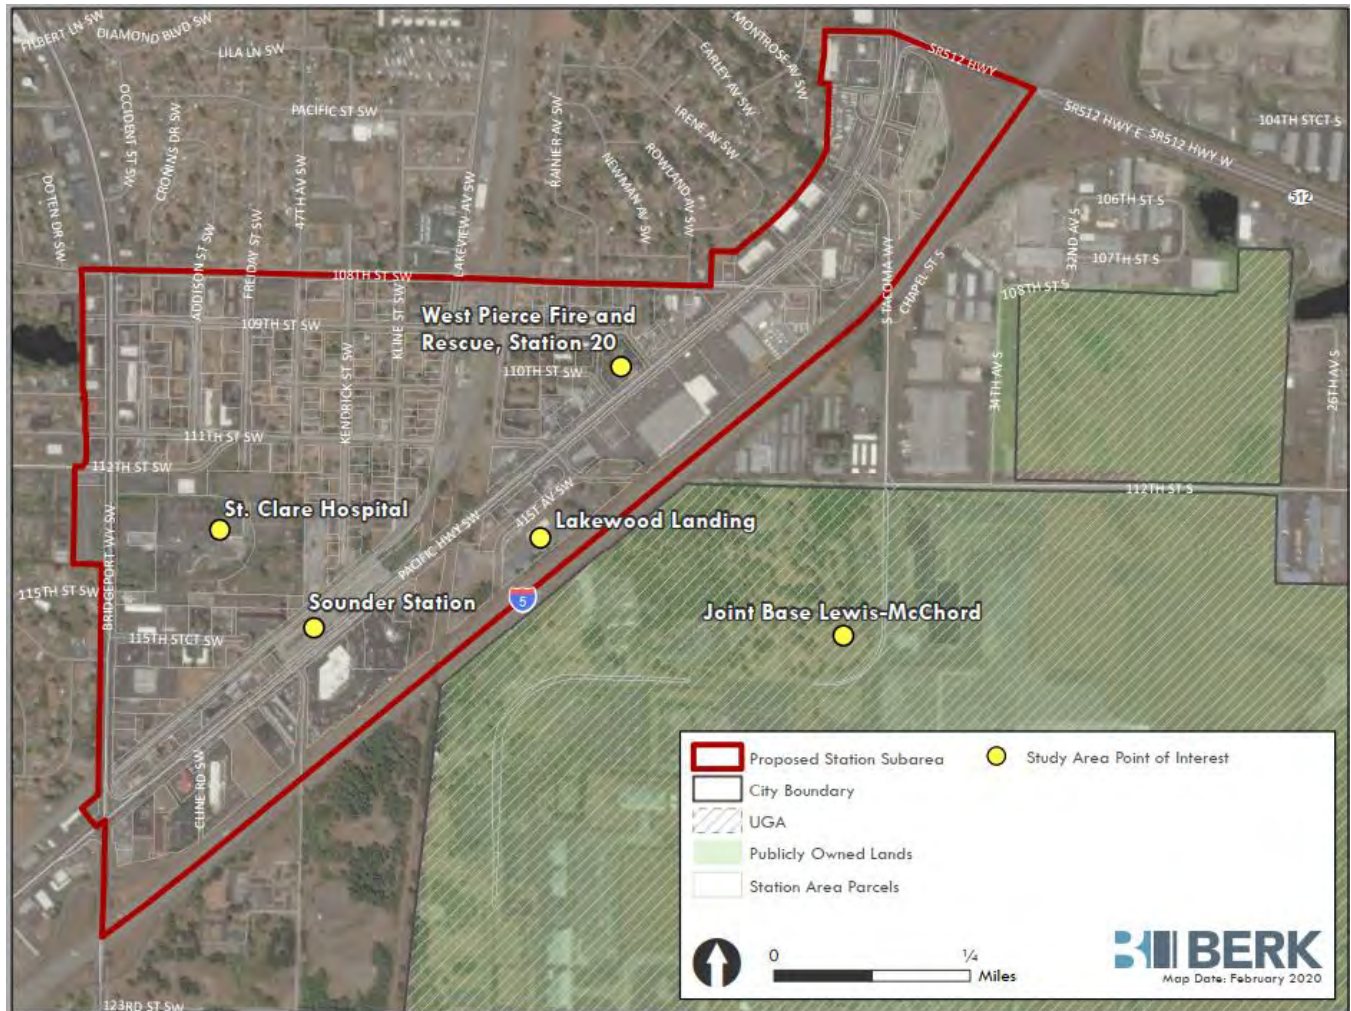 FILBERT LN SW
DIAMOND BLVD SW
LILA LN SW
MONTROSE AV SW
EARLEY AV SW
SR512 HWY
SR512 HWY E
SR512 HWY W
104TH STCT S
512
OCCIDENT ST SW
CRONINS DR SW
PACIFIC ST SW
47TH AV SW
RAINIER AV SW
IRENE AV SW
ROWLAND AV SW
NEWMAN AV SW
DOTEN DR SW
ADDISON ST SW
FREIDAY ST SW
LAKEVIEW AV SW
106TH ST S
32ND AV S
107TH ST S
108TH ST S
108TH ST SW
S TACOMA WY
CHAPEL ST S
109TH ST SW
KLINE ST SW
West Pierce Fire and
Rescue, Station 20
110TH ST SW
KENDRICK ST SW
34TH AV S
26TH AV S
111TH ST SW
112TH ST SW
112TH ST S
St. Clare Hospital
41ST AV SW
Lakewood Landing
PACIFIC HWY SW
BRIDGEPORT WY SW
115TH ST SW
Sounder Station
5
Joint Base Lewis-McChord
115TH STCT SW
CLINE RD SW
123RD ST SW
Proposed Station Subarea
Study Area Point of Interest
City Boundary
UGA
Publicly Owned Lands
Station Area Parcels
0
¼
Miles
BERK
Map Date: February 2020